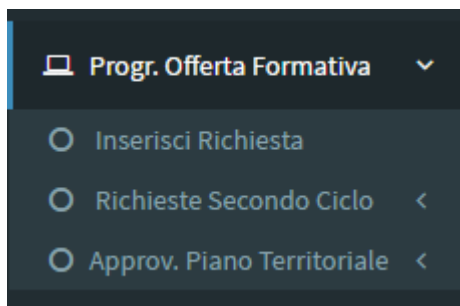 Progr. Offerta Formativa
Inserisci Richiesta
Richieste Secondo Ciclo
Approv. Piano Territoriale